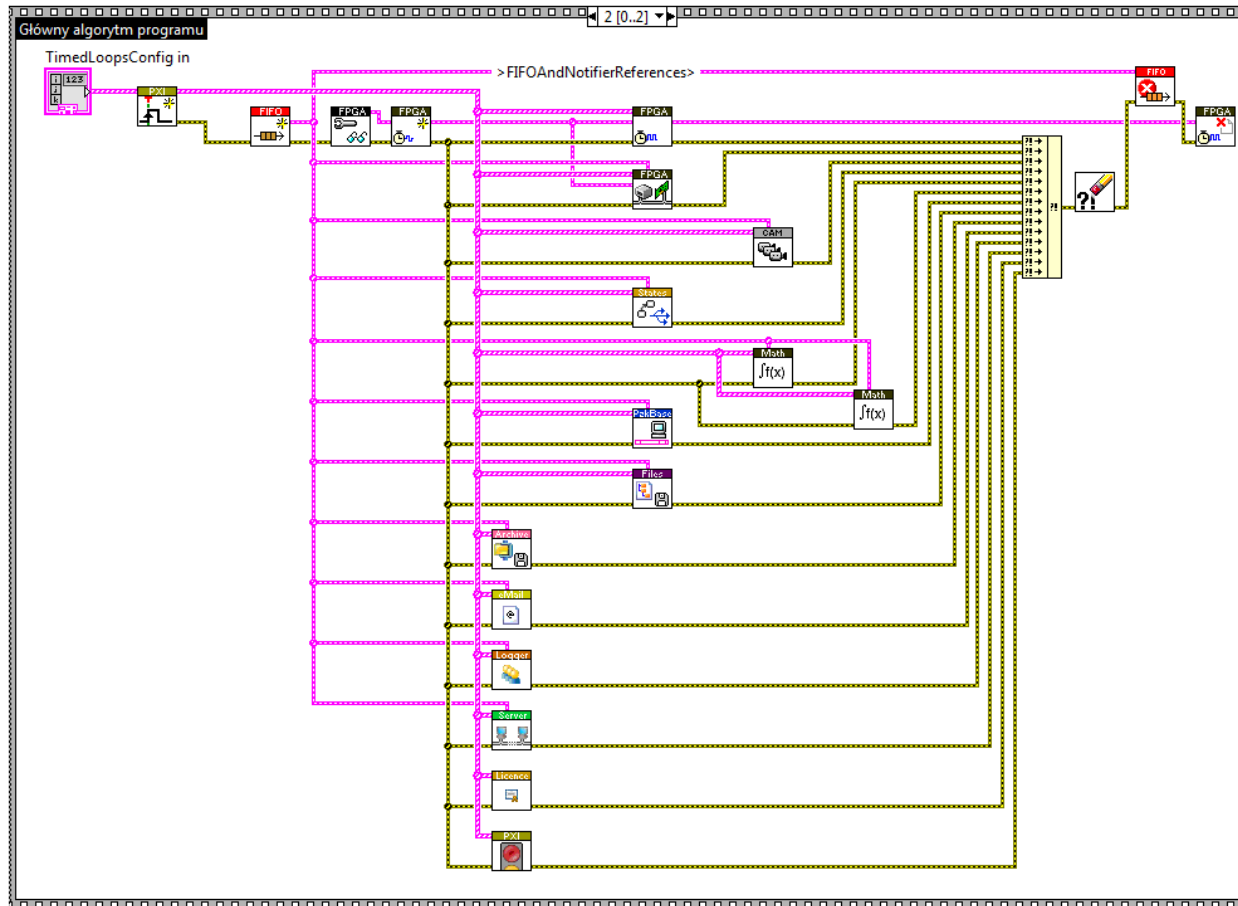 2 [0..2]
Główny algorytm programu
TimedLoopsConfig in
>FIFOAndNotifierReferences>
FIFO
123
i
j
k
PXI
FIFO
FPGA
FPGA
FPGA
FPGA
FPGA
?!
?!
CAM
States
Math
∫f(x)
Math
∫f(x)
PakBase
Files
Archive
eMail
Logger
Server
Licence
PXI